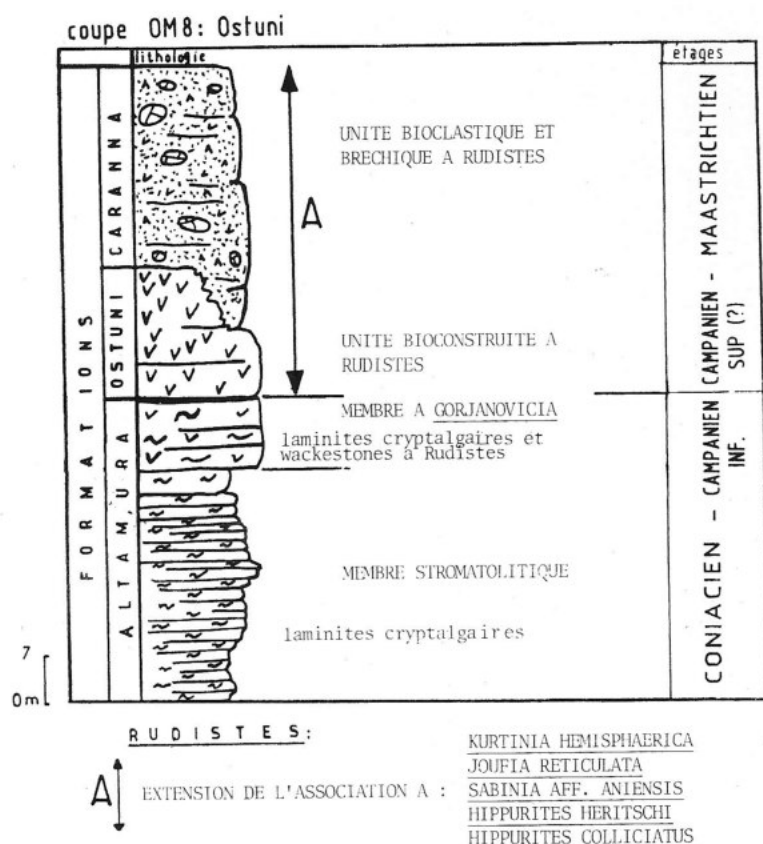 coupe OM8: Ostuni
lithologie
étages
FORMATIONS
CARANNA
OSTUNI
ALTAMURA
A
UNITE BIOCLASTIQUE ET
BRECHIQUE A RUDISTES
UNITE BIOCONSTRUITE A
RUDISTES
MEMBRE A GORJANOVICIA
laminites cryptalgaires et
wackestones à Rudistes
MEMBRE STROMATOLITIQUE
laminites cryptalgaires
CAMPANIEN - MAASTRICHTIEN
SUP (?)
CONIACIEN - CAMPANIEN
INF.
7
0m
RUDISTES:
A
EXTENSION DE L'ASSOCIATION A :
KURTINIA HEMISPHAERICA
JOUFIA RETICULATA
SABINIA AFF. ANIENSIS
HIPPURITES HERITSCHI
HIPPURITES COLLICIATUS